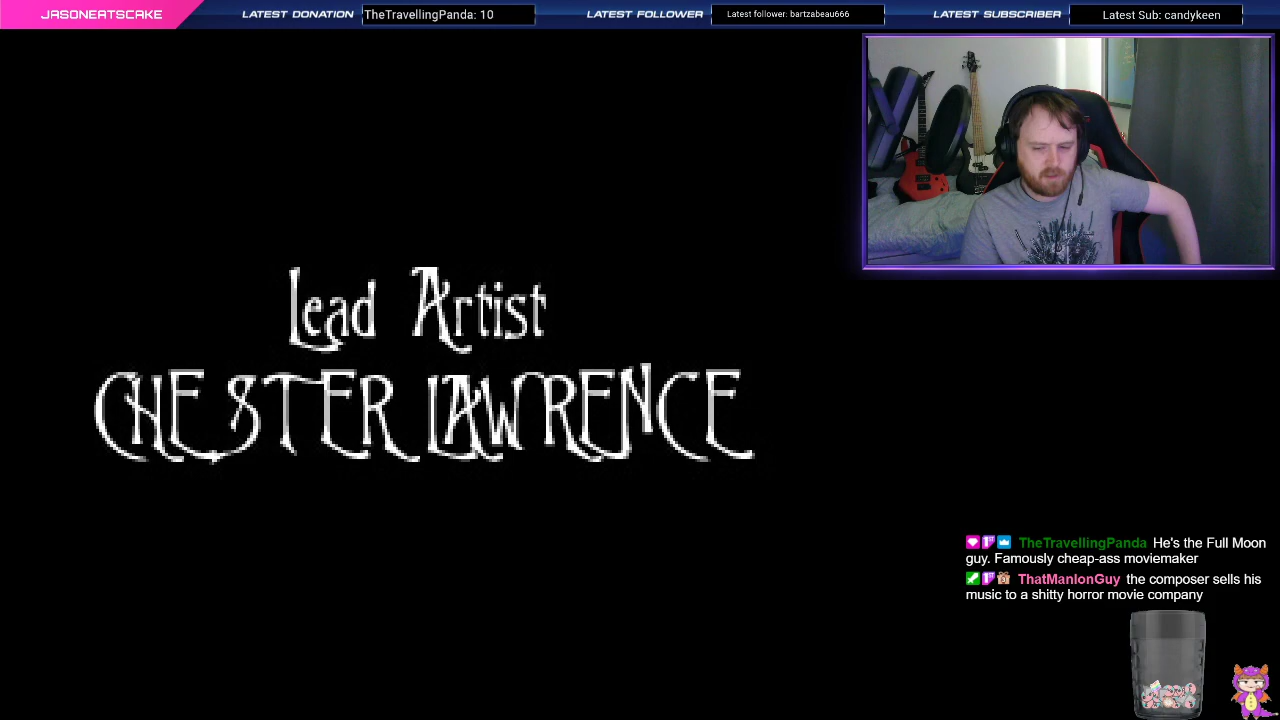 JASONEATSCAKE
LATEST DONATION
TheTravellingPanda: 10
LATEST FOLLOWER
Latest follower: bartzabeau666
LATEST SUBSCRIBER
Latest Sub: candykeen
Lead Artist
CHESTER LAWRENCE
TheTravellingPanda He's the Full Moon
guy. Famously cheap-ass moviemaker
ThatManIonGuy the composer sells his
music to a shitty horror movie company